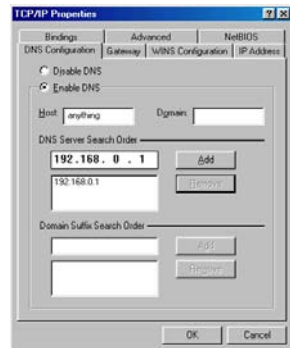 TCP/IP Properties
Bindings Advanced NetBIOS
DNS Configuration Gateway WINS Configuration IP Address
Disable DNS
Enable DNS
Host: anything Domain:
DNS Server Search Order
192.168. 0 . 1 Add
192.168.0.1 Remove
Domain Suffix Search Order
Add
Remove
OK Cancel